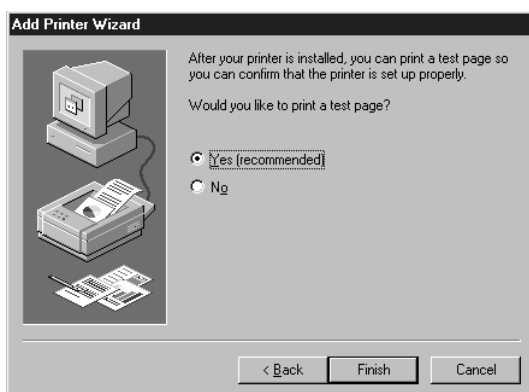 Add Printer Wizard
After your printer is installed, you can print a test page so
you can confirm that the printer is set up properly.
Would you like to print a test page?
Yes (recommended)
No
< Back
Finish
Cancel